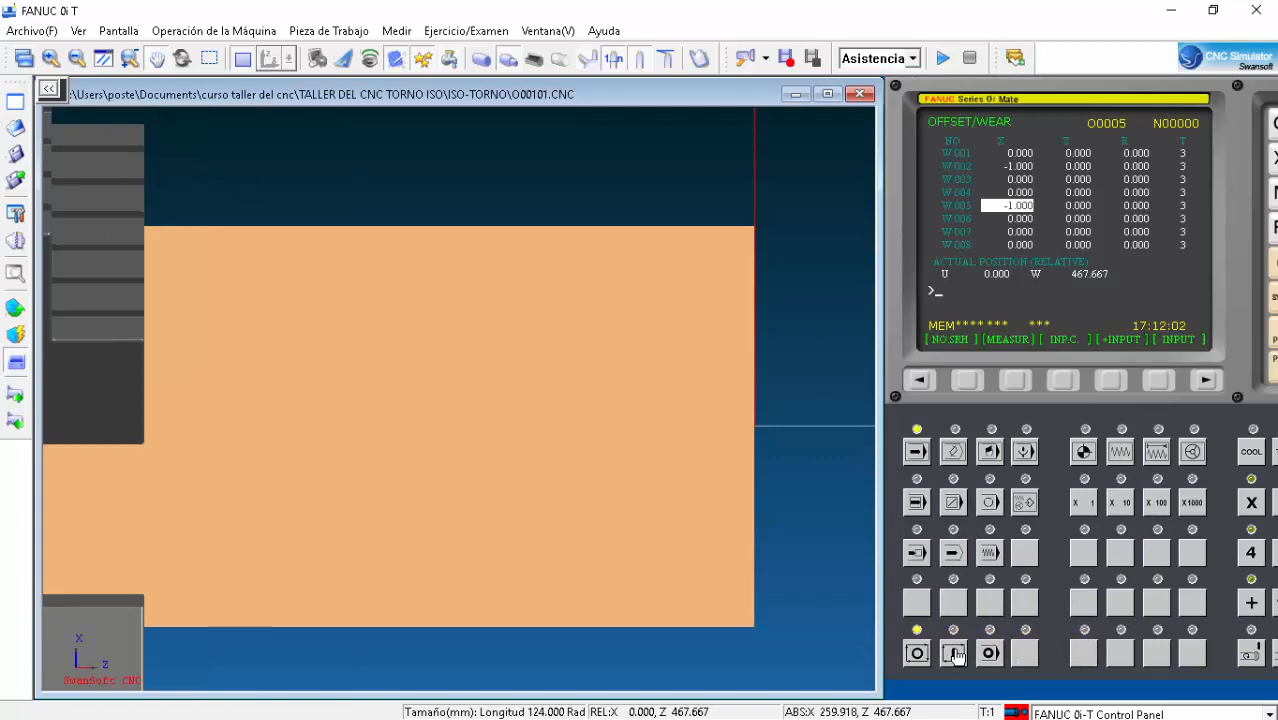 FANUC 0i T
Archivo(F) Ver Pantalla Operación de la Máquina Pieza de Trabajo Medir Ejercicio/Examen Ventana(V) Ayuda
Asistencia
CNC Simulator
Swansoft
<< :\Users\poste\Documents\curso taller del cnc\TALLER DEL CNC TORNO ISO\ISO-TORNO\O00101.CNC
FANUC Series 0i Mate
OFFSET/WEAR O0005 N00000
NO X Z R T
W 001 0.000 0.000 0.000 3
W 002 -1.000 0.000 0.000 3
W 003 0.000 0.000 0.000 3
W 004 0.000 0.000 0.000 3
W 005 -1.000 0.000 0.000 3
W 006 0.000 0.000 0.000 3
W 007 0.000 0.000 0.000 3
W 008 0.000 0.000 0.000 3
ACTUAL POSITION (RELATIVE)
U 0.000 W 467.667
>_
MEM**** *** *** 17:12:02
[ NO.SRH ] [MEASUR] [ INP.C. ] [+INPUT] [ INPUT ]
COOL
X 1 X 10 X 100 X1000 X
4
+
X
Z
SwanSoft CNC
Tamaño(mm): Longitud 124.000 Rad REL:X 0.000, Z 467.667 ABS:X 259.918, Z 467.667 T:1 FANUC 0i-T Control Panel